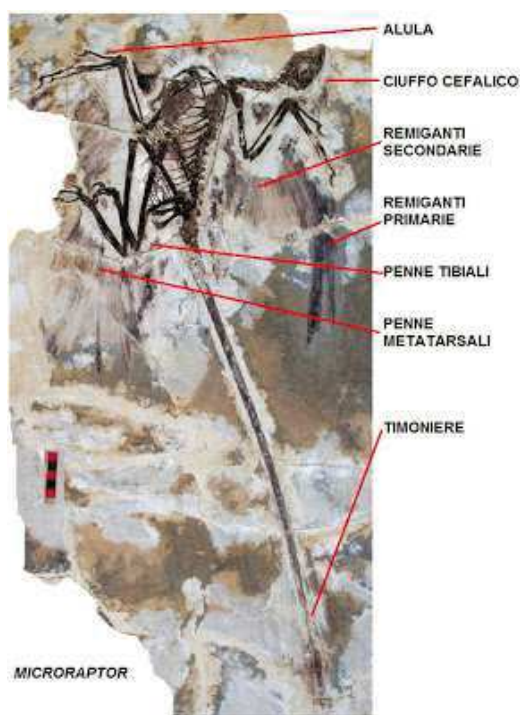 ALULA
CIUFFO CEFALICO
REMIGANTI
SECONDARIE
REMIGANTI
PRIMARIE
PENNE TIBIALI
PENNE
METATARSALI
TIMONIERE
MICRORAPTOR